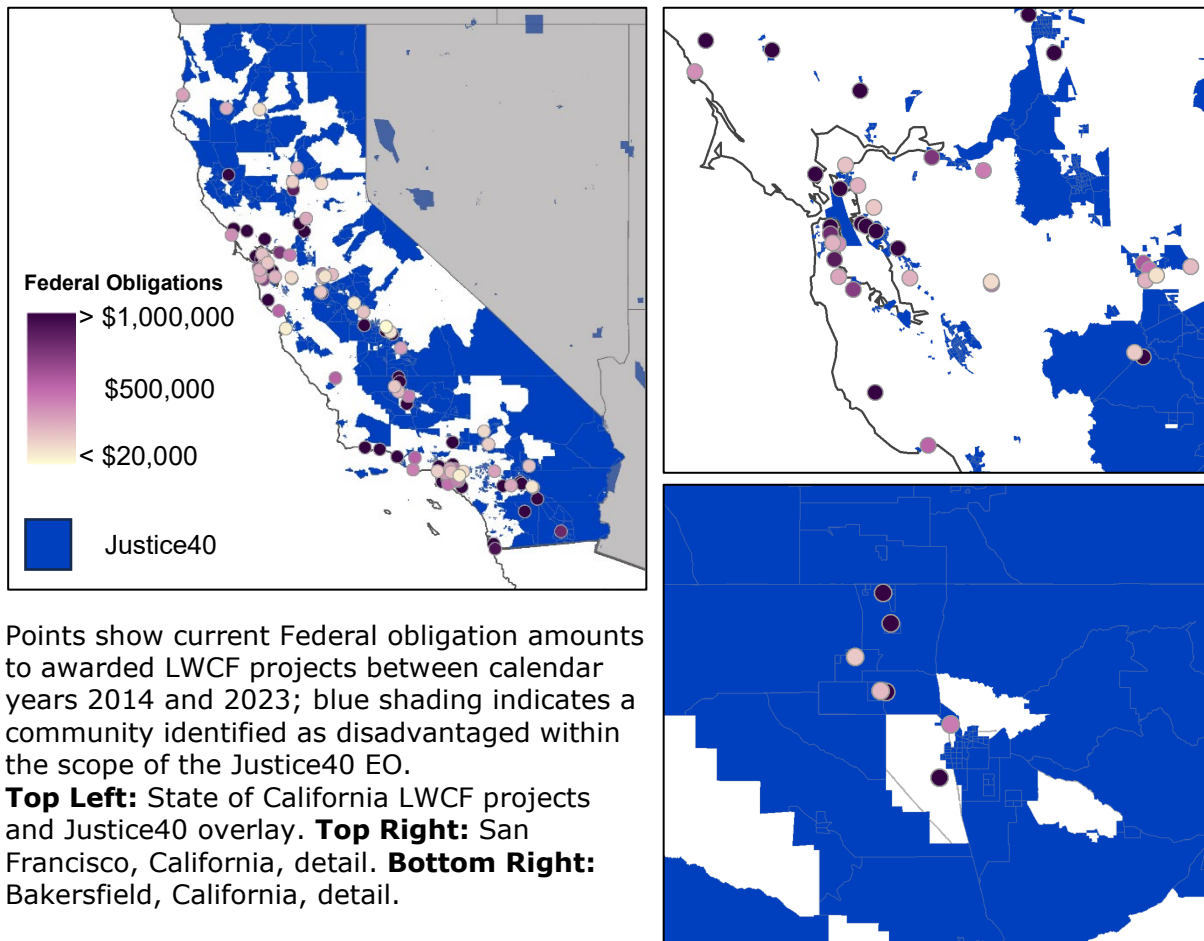 Federal Obligations
> $1,000,000
$500,000
< $20,000
Justice40
Points show current Federal obligation amounts
to awarded LWCF projects between calendar
years 2014 and 2023; blue shading indicates a
community identified as disadvantaged within
the scope of the Justice40 EO.
Top Left: State of California LWCF projects
and Justice40 overlay. Top Right: San
Francisco, California, detail. Bottom Right:
Bakersfield, California, detail.